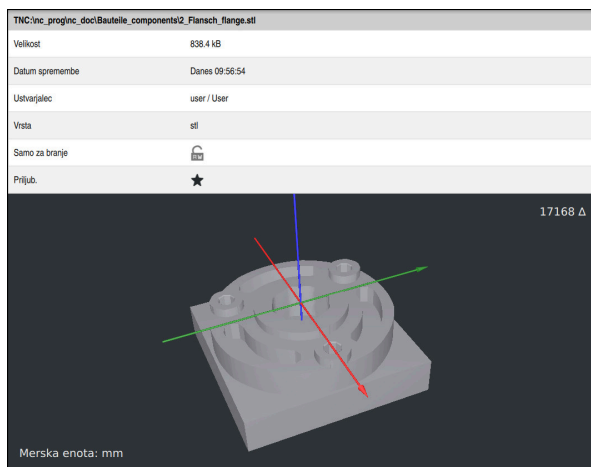 TNC:\nc_prog\nc_doc\Bauteile_components\2_Flansch_flange.stl
Velikost 838.4 kB
Datum spremembe Danes 09:56:54
Ustvarjalec user / User
Vrsta stl
Samo za branje
Priljub.
17168 Δ
Merska enota: mm